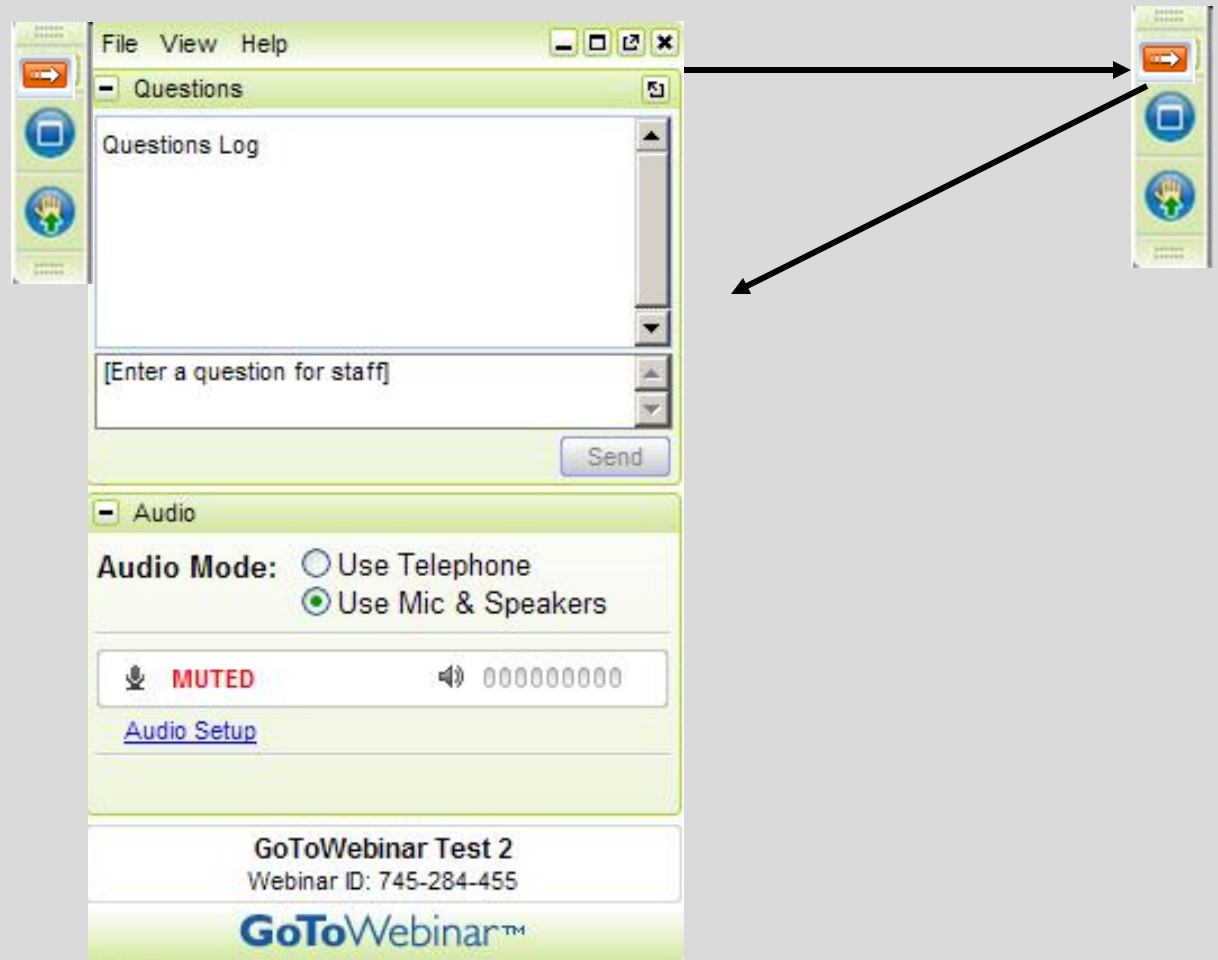 File View Help
Questions
Questions Log
[Enter a question for staff]
Send
Audio
Audio Mode: Use Telephone
Use Mic & Speakers
MUTED 000000000
Audio Setup
GoToWebinar Test 2
Webinar ID: 745-284-455
GoToWebinar™